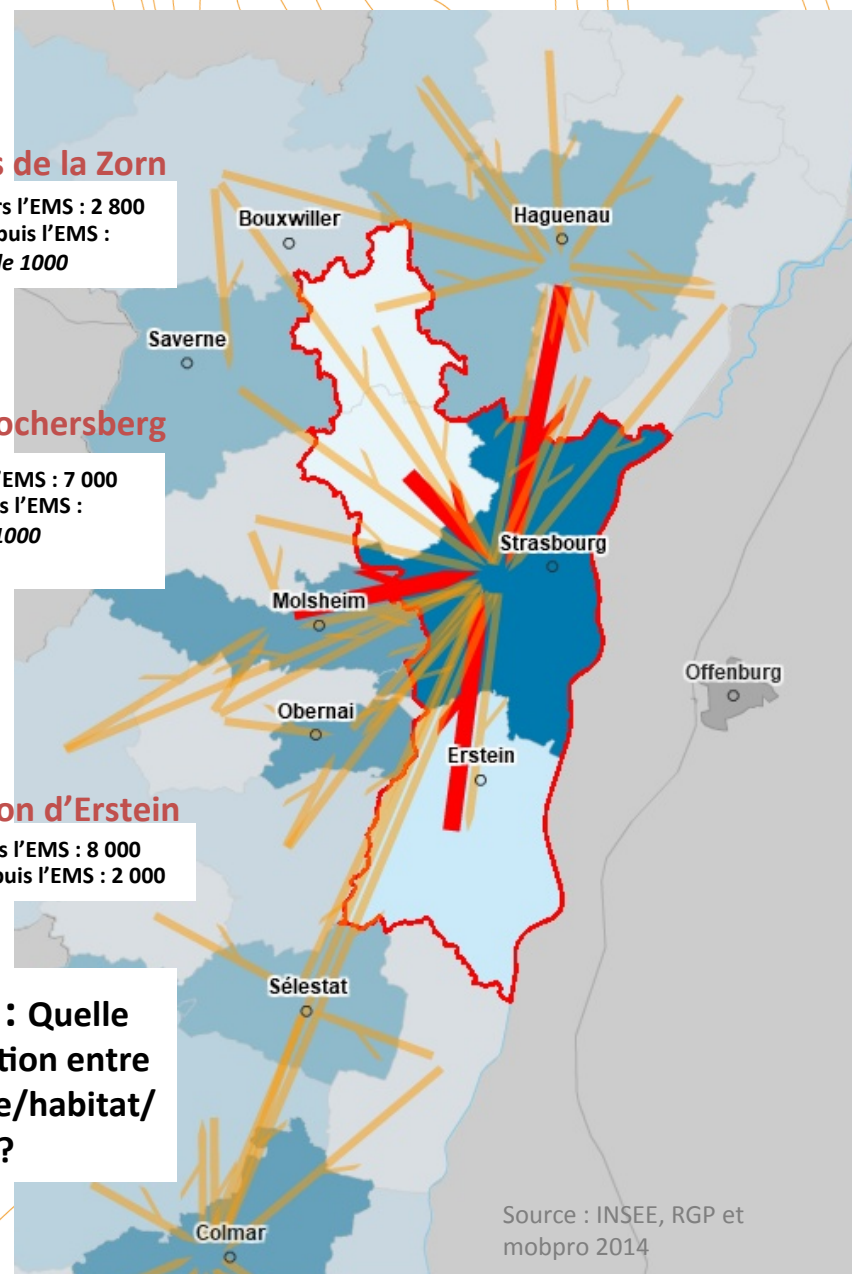 s de la Zorn
rs l’EMS : 2 800
puis l’EMS :
de 1000
ochersberg
l’EMS : 7 000
is l’EMS :
1000
on d’Erstein
s l’EMS : 8 000
puis l’EMS : 2 000
: Quelle
tion entre
e/habitat/
?
Bouxwiller
Haguenau
Saverne
Strasbourg
Molsheim
Offenburg
Obernai
Erstein
Sélestat
Colmar
Source : INSEE, RGP et
mobpro 2014